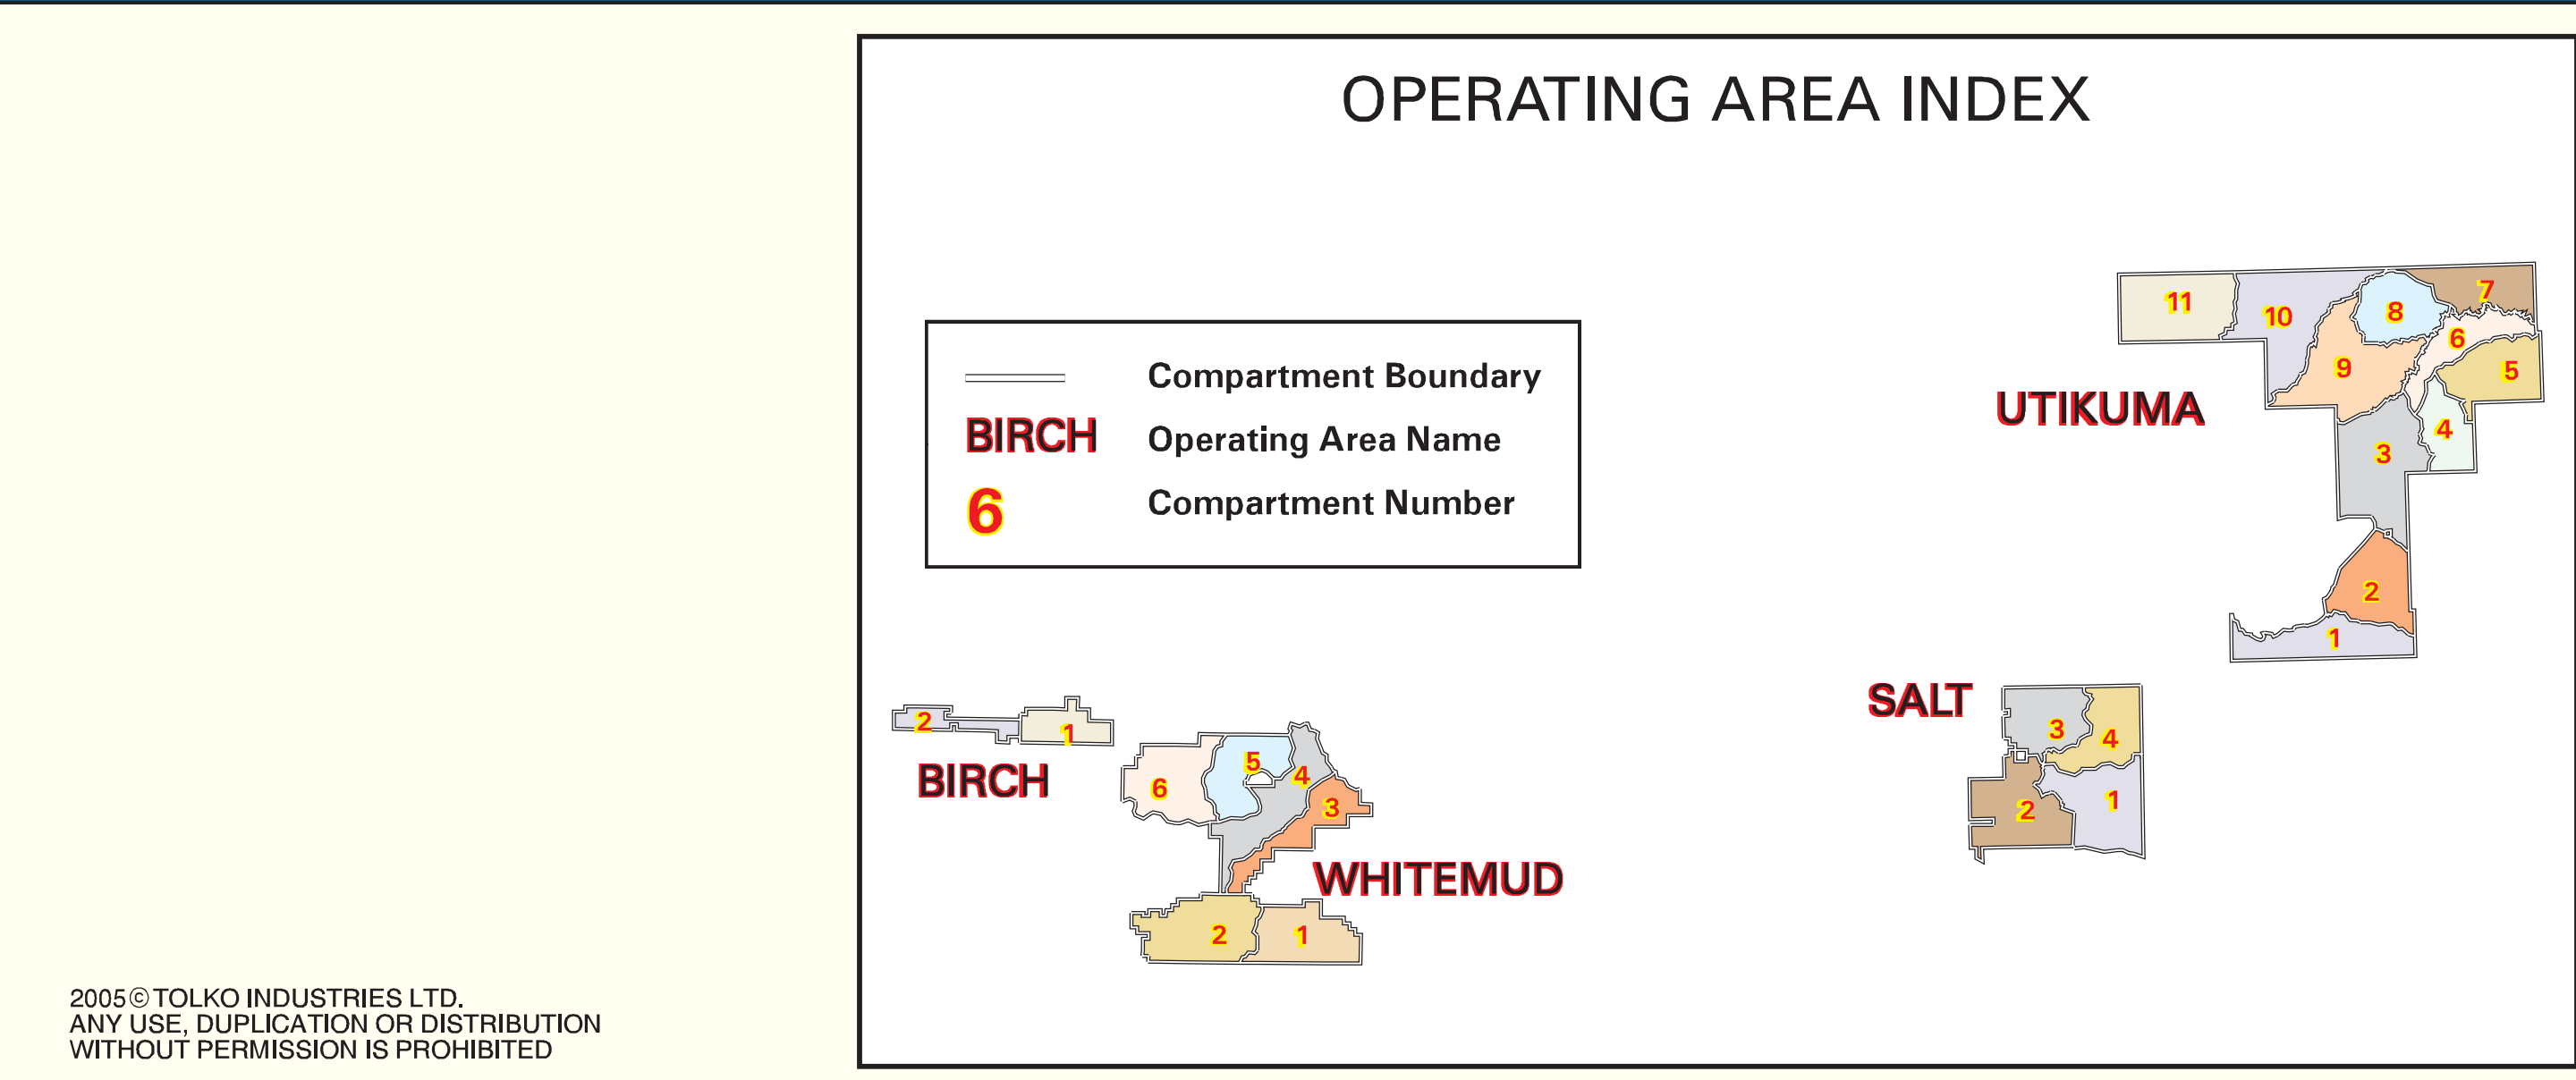 OPERATING AREA INDEX
Compartment Boundary
BIRCH Operating Area Name
6 Compartment Number
11
10
9
8
7
6
5
4
3
2
1
UTIKUMA
SALT
3
4
2
1
2
1
BIRCH
6
5
4
3
WHITEMUD
2
1
2005©TOLKO INDUSTRIES LTD.
ANY USE, DUPLICATION OR DISTRIBUTION
WITHOUT PERMISSION IS PROHIBITED